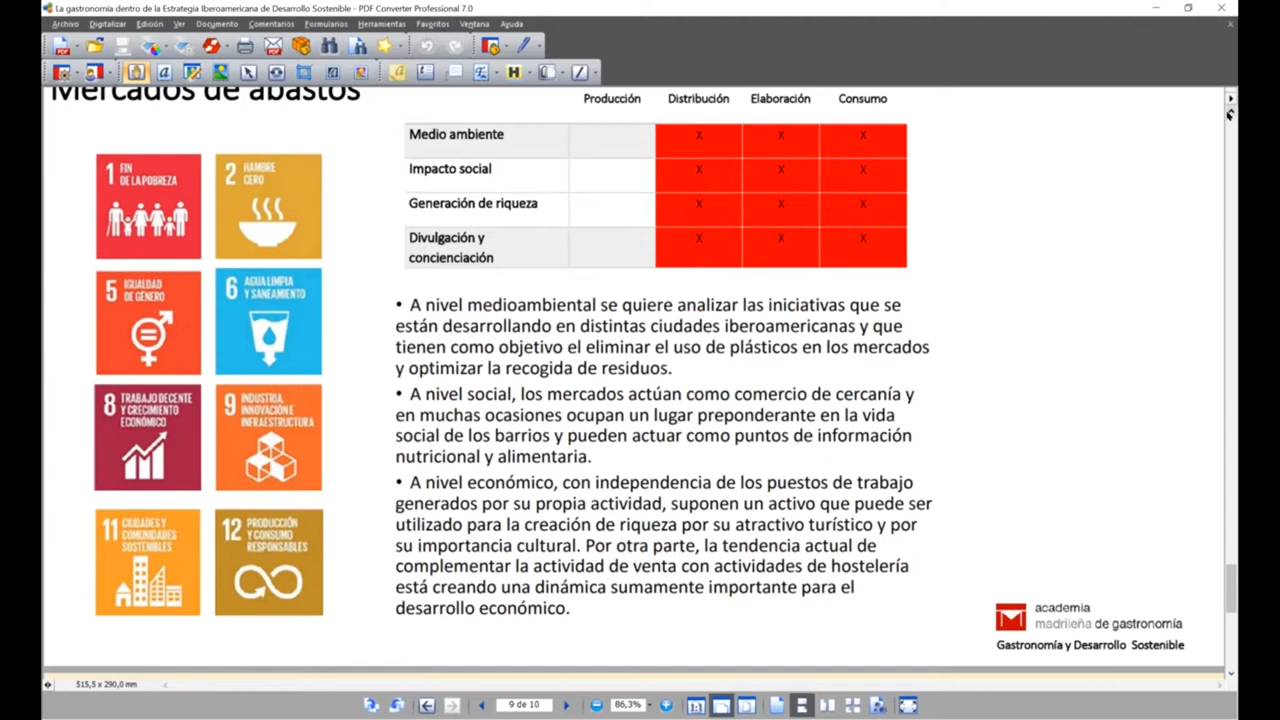 La gastronomía dentro de la Estrategia Iberoamericana de Desarrollo Sostenible - PDF Converter Professional 7.0
Archivo Digitalizar Edición Ver Documento Comentarios Formularios Herramientas Favoritos Ventana Ayuda
Mercados de abastos
Producción Distribución Elaboración Consumo
Medio ambiente X X X
Impacto social X X X
Generación de riqueza X X X
Divulgación y X X X
concienciación
1 FIN
DE LA POBREZA
2 HAMBRE
CERO
5 IGUALDAD
DE GÉNERO
6 AGUA LIMPIA
Y SANEAMIENTO
8 TRABAJO DECENTE
Y CRECIMIENTO
ECONÓMICO
9 INDUSTRIA,
INNOVACIÓN E
INFRAESTRUCTURA
11 CIUDADES Y
COMUNIDADES
SOSTENIBLES
12 PRODUCCIÓN
Y CONSUMO
RESPONSABLES
• A nivel medioambiental se quiere analizar las iniciativas que se
están desarrollando en distintas ciudades iberoamericanas y que
tienen como objetivo el eliminar el uso de plásticos en los mercados
y optimizar la recogida de residuos.
• A nivel social, los mercados actúan como comercio de cercanía y
en muchas ocasiones ocupan un lugar preponderante en la vida
social de los barrios y pueden actuar como puntos de información
nutricional y alimentaria.
• A nivel económico, con independencia de los puestos de trabajo
generados por su propia actividad, suponen un activo que puede ser
utilizado para la creación de riqueza por su atractivo turístico y por
su importancia cultural. Por otra parte, la tendencia actual de
complementar la actividad de venta con actividades de hostelería
está creando una dinámica sumamente importante para el
desarrollo económico.
academia
madrileña de gastronomía
Gastronomía y Desarrollo Sostenible
515,5 x 290,0 mm
9 de 10 86,3% 1:1